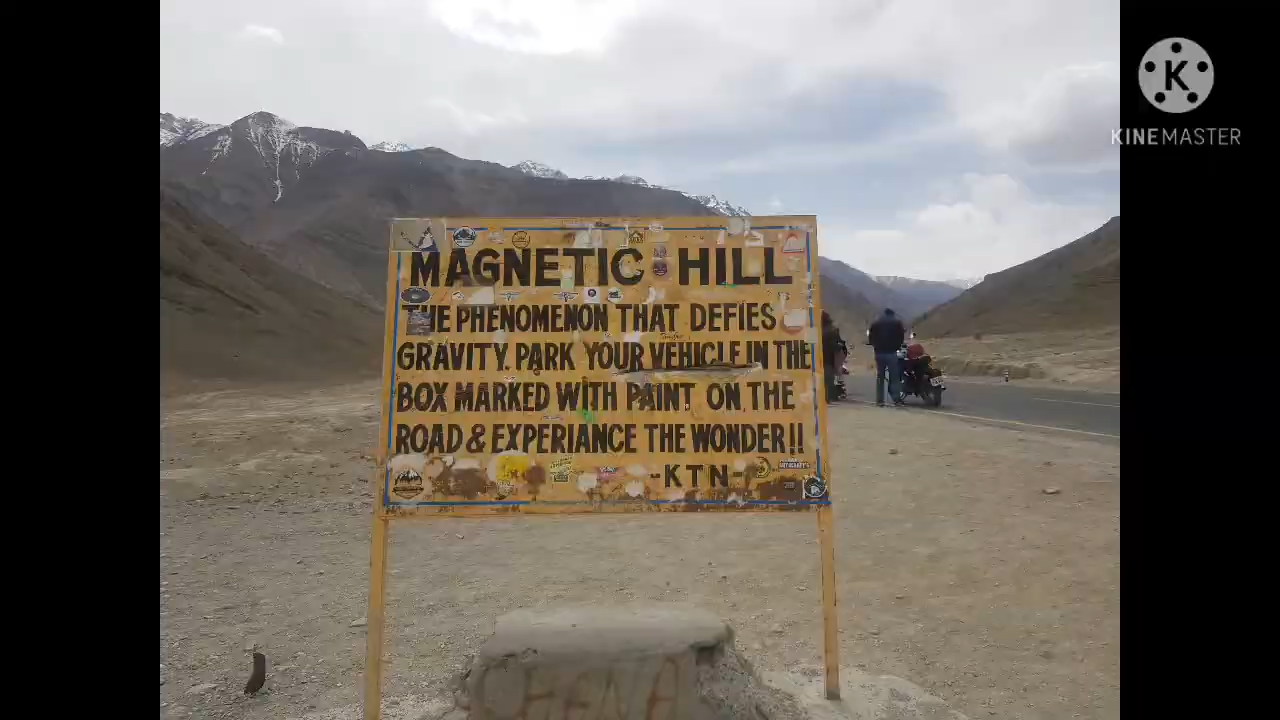 MAGNETIC HILL
THE PHENOMENON THAT DEFIES
GRAVITY. PARK YOUR VEHICLE IN THE
BOX MARKED WITH PAINT ON THE
ROAD & EXPERIANCE THE WONDER!!
-KTN-
K
KINEMASTER